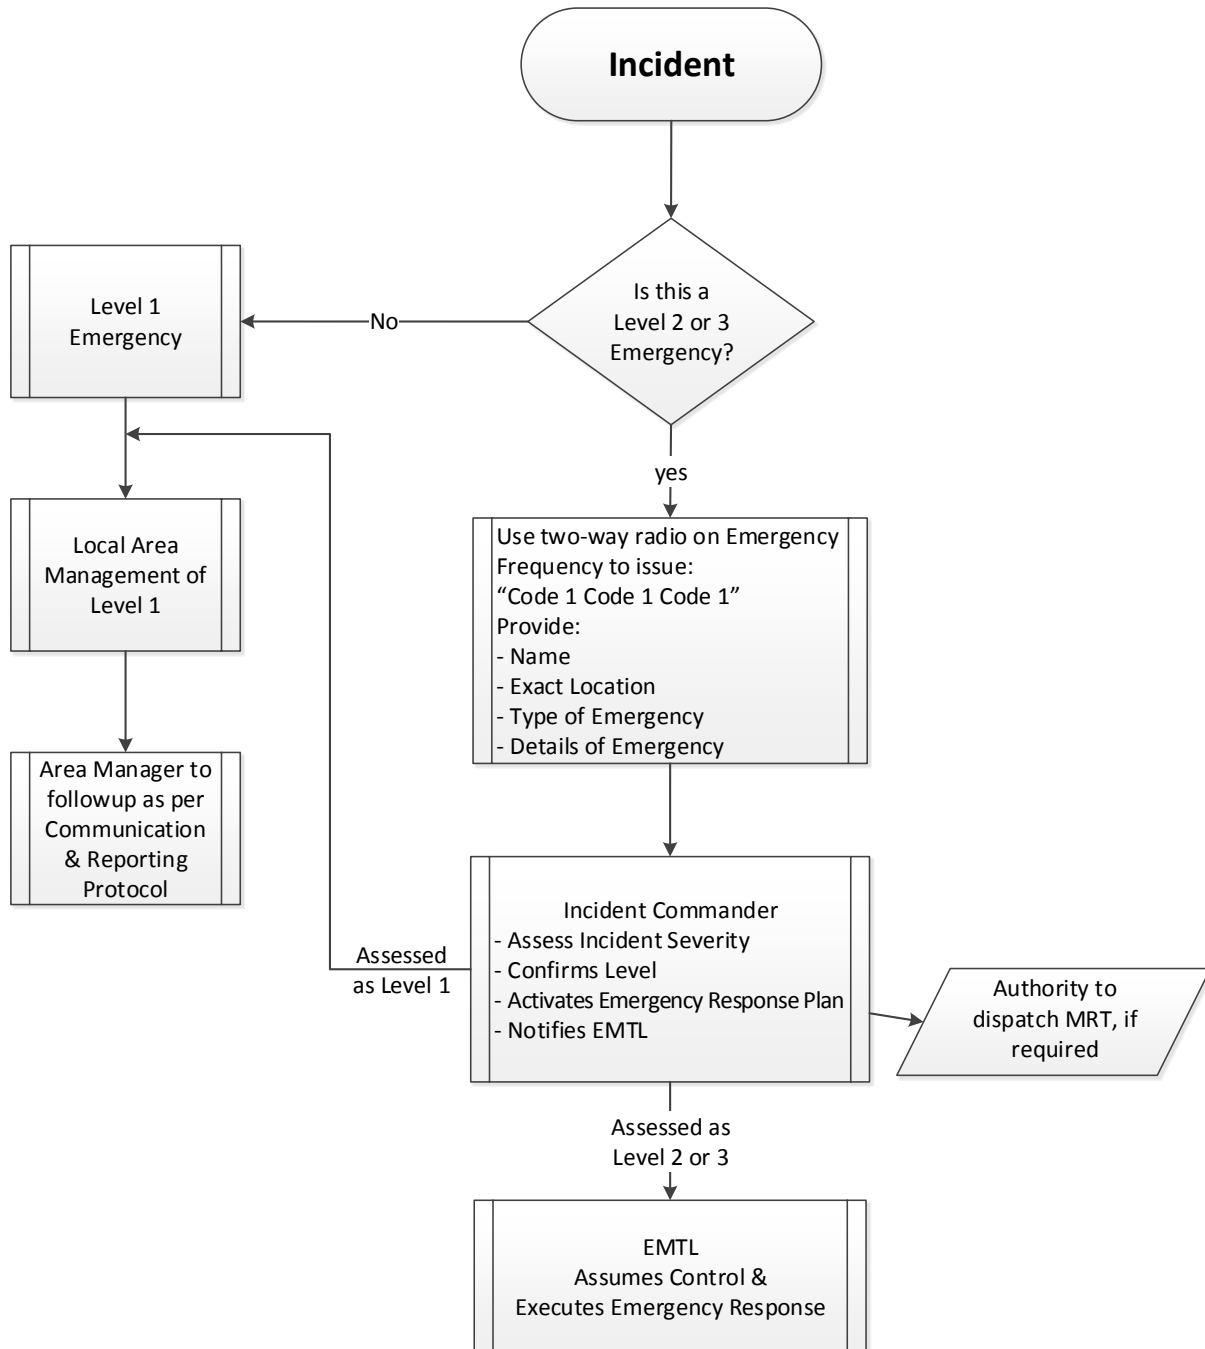 Incident
Is this a
Level 2 or 3
Emergency?
No
Level 1
Emergency
yes
Local Area
Management of
Level 1
Use two-way radio on Emergency
Frequency to issue:
“Code 1 Code 1 Code 1”
Provide:
- Name
- Exact Location
- Type of Emergency
- Details of Emergency
Area Manager to
followup as per
Communication
& Reporting
Protocol
Incident Commander
- Assess Incident Severity
- Confirms Level
- Activates Emergency Response Plan
- Notifies EMTL
Assessed
as Level 1
Authority to
dispatch MRT, if
required
Assessed as
Level 2 or 3
EMTL
Assumes Control &
Executes Emergency Response